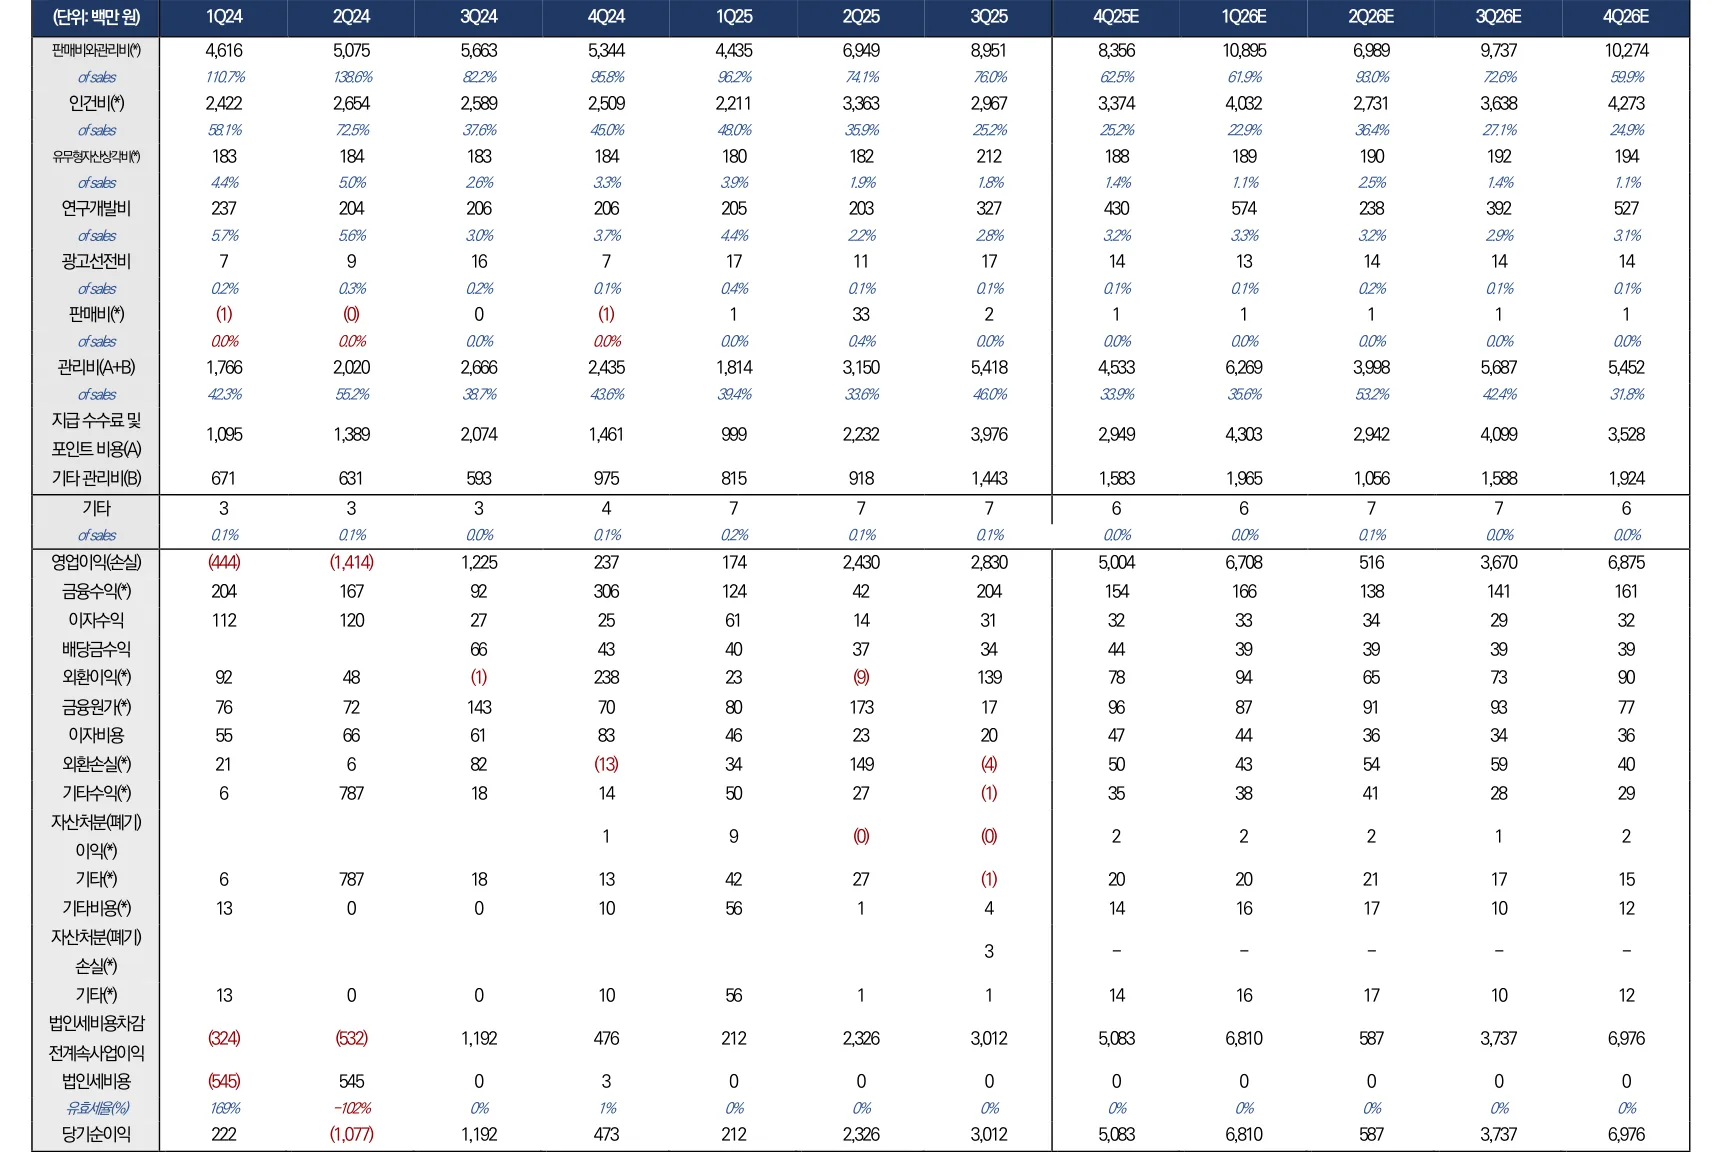 (단위: 백만 원) 1Q24 2Q24 3Q24 4Q24 1Q25 2Q25 3Q25 4Q25E 1Q26E 2Q26E 3Q26E 4Q26E
판매비와관리비(*) 4,616 5,075 5,663 5,344 4,435 6,949 8,951 8,356 10,895 6,989 9,737 10,274
of sales 110.7% 138.6% 82.2% 95.8% 96.2% 74.1% 76.0% 62.5% 61.9% 93.0% 72.6% 59.9%
인건비(*) 2,422 2,654 2,589 2,509 2,211 3,363 2,967 3,374 4,032 2,731 3,638 4,273
of sales 58.1% 72.5% 37.6% 45.0% 48.0% 35.9% 25.2% 25.2% 22.9% 36.4% 27.1% 24.9%
유무형자산상각비(*) 183 184 183 184 180 182 212 188 189 190 192 194
of sales 4.4% 5.0% 2.6% 3.3% 3.9% 1.9% 1.8% 1.4% 1.1% 2.5% 1.4% 1.1%
연구개발비 237 204 206 206 205 203 327 430 574 238 392 527
of sales 5.7% 5.6% 3.0% 3.7% 4.4% 2.2% 2.8% 3.2% 3.3% 3.2% 2.9% 3.1%
광고선전비 7 9 16 7 17 11 17 14 13 14 14 14
of sales 0.2% 0.3% 0.2% 0.1% 0.4% 0.1% 0.1% 0.1% 0.1% 0.2% 0.1% 0.1%
판매비(*) (1) (0) 0 (1) 1 33 2 1 1 1 1 1
of sales 0.0% 0.0% 0.0% 0.0% 0.0% 0.4% 0.0% 0.0% 0.0% 0.0% 0.0% 0.0%
관리비(A+B) 1,766 2,020 2,666 2,435 1,814 3,150 5,418 4,533 6,269 3,998 5,687 5,452
of sales 42.3% 55.2% 38.7% 43.6% 39.4% 33.6% 46.0% 33.9% 35.6% 53.2% 42.4% 31.8%
지급 수수료 및
포인트 비용(A) 1,095 1,389 2,074 1,461 999 2,232 3,976 2,949 4,303 2,942 4,099 3,528
기타 관리비(B) 671 631 593 975 815 918 1,443 1,583 1,965 1,056 1,588 1,924
기타 3 3 3 4 7 7 7 6 6 7 7 6
of sales 0.1% 0.1% 0.0% 0.1% 0.2% 0.1% 0.1% 0.0% 0.0% 0.1% 0.0% 0.0%
영업이익(손실) (444) (1,414) 1,225 237 174 2,430 2,830 5,004 6,708 516 3,670 6,875
금융수익(*) 204 167 92 306 124 42 204 154 166 138 141 161
이자수익 112 120 27 25 61 14 31 32 33 34 29 32
배당금수익 66 43 40 37 34 44 39 39 39 39
외환이익(*) 92 48 (1) 238 23 (9) 139 78 94 65 73 90
금융원가(*) 76 72 143 70 80 173 17 96 87 91 93 77
이자비용 55 66 61 83 46 23 20 47 44 36 34 36
외환손실(*) 21 6 82 (13) 34 149 (4) 50 43 54 59 40
기타수익(*) 6 787 18 14 50 27 (1) 35 38 41 28 29
자산처분(폐기)
이익(*) 1 9 (0) (0) 2 2 2 1 2
기타(*) 6 787 18 13 42 27 (1) 20 20 21 17 15
기타비용(*) 13 0 0 10 56 1 4 14 16 17 10 12
자산처분(폐기)
손실(*) 3 - - - - -
기타(*) 13 0 0 10 56 1 1 14 16 17 10 12
법인세비용차감
전계속사업이익 (324) (532) 1,192 476 212 2,326 3,012 5,083 6,810 587 3,737 6,976
법인세비용 (545) 545 0 3 0 0 0 0 0 0 0 0
유효세율(%) 169% -102% 0% 1% 0% 0% 0% 0% 0% 0% 0% 0%
당기순이익 222 (1,077) 1,192 473 212 2,326 3,012 5,083 6,810 587 3,737 6,976